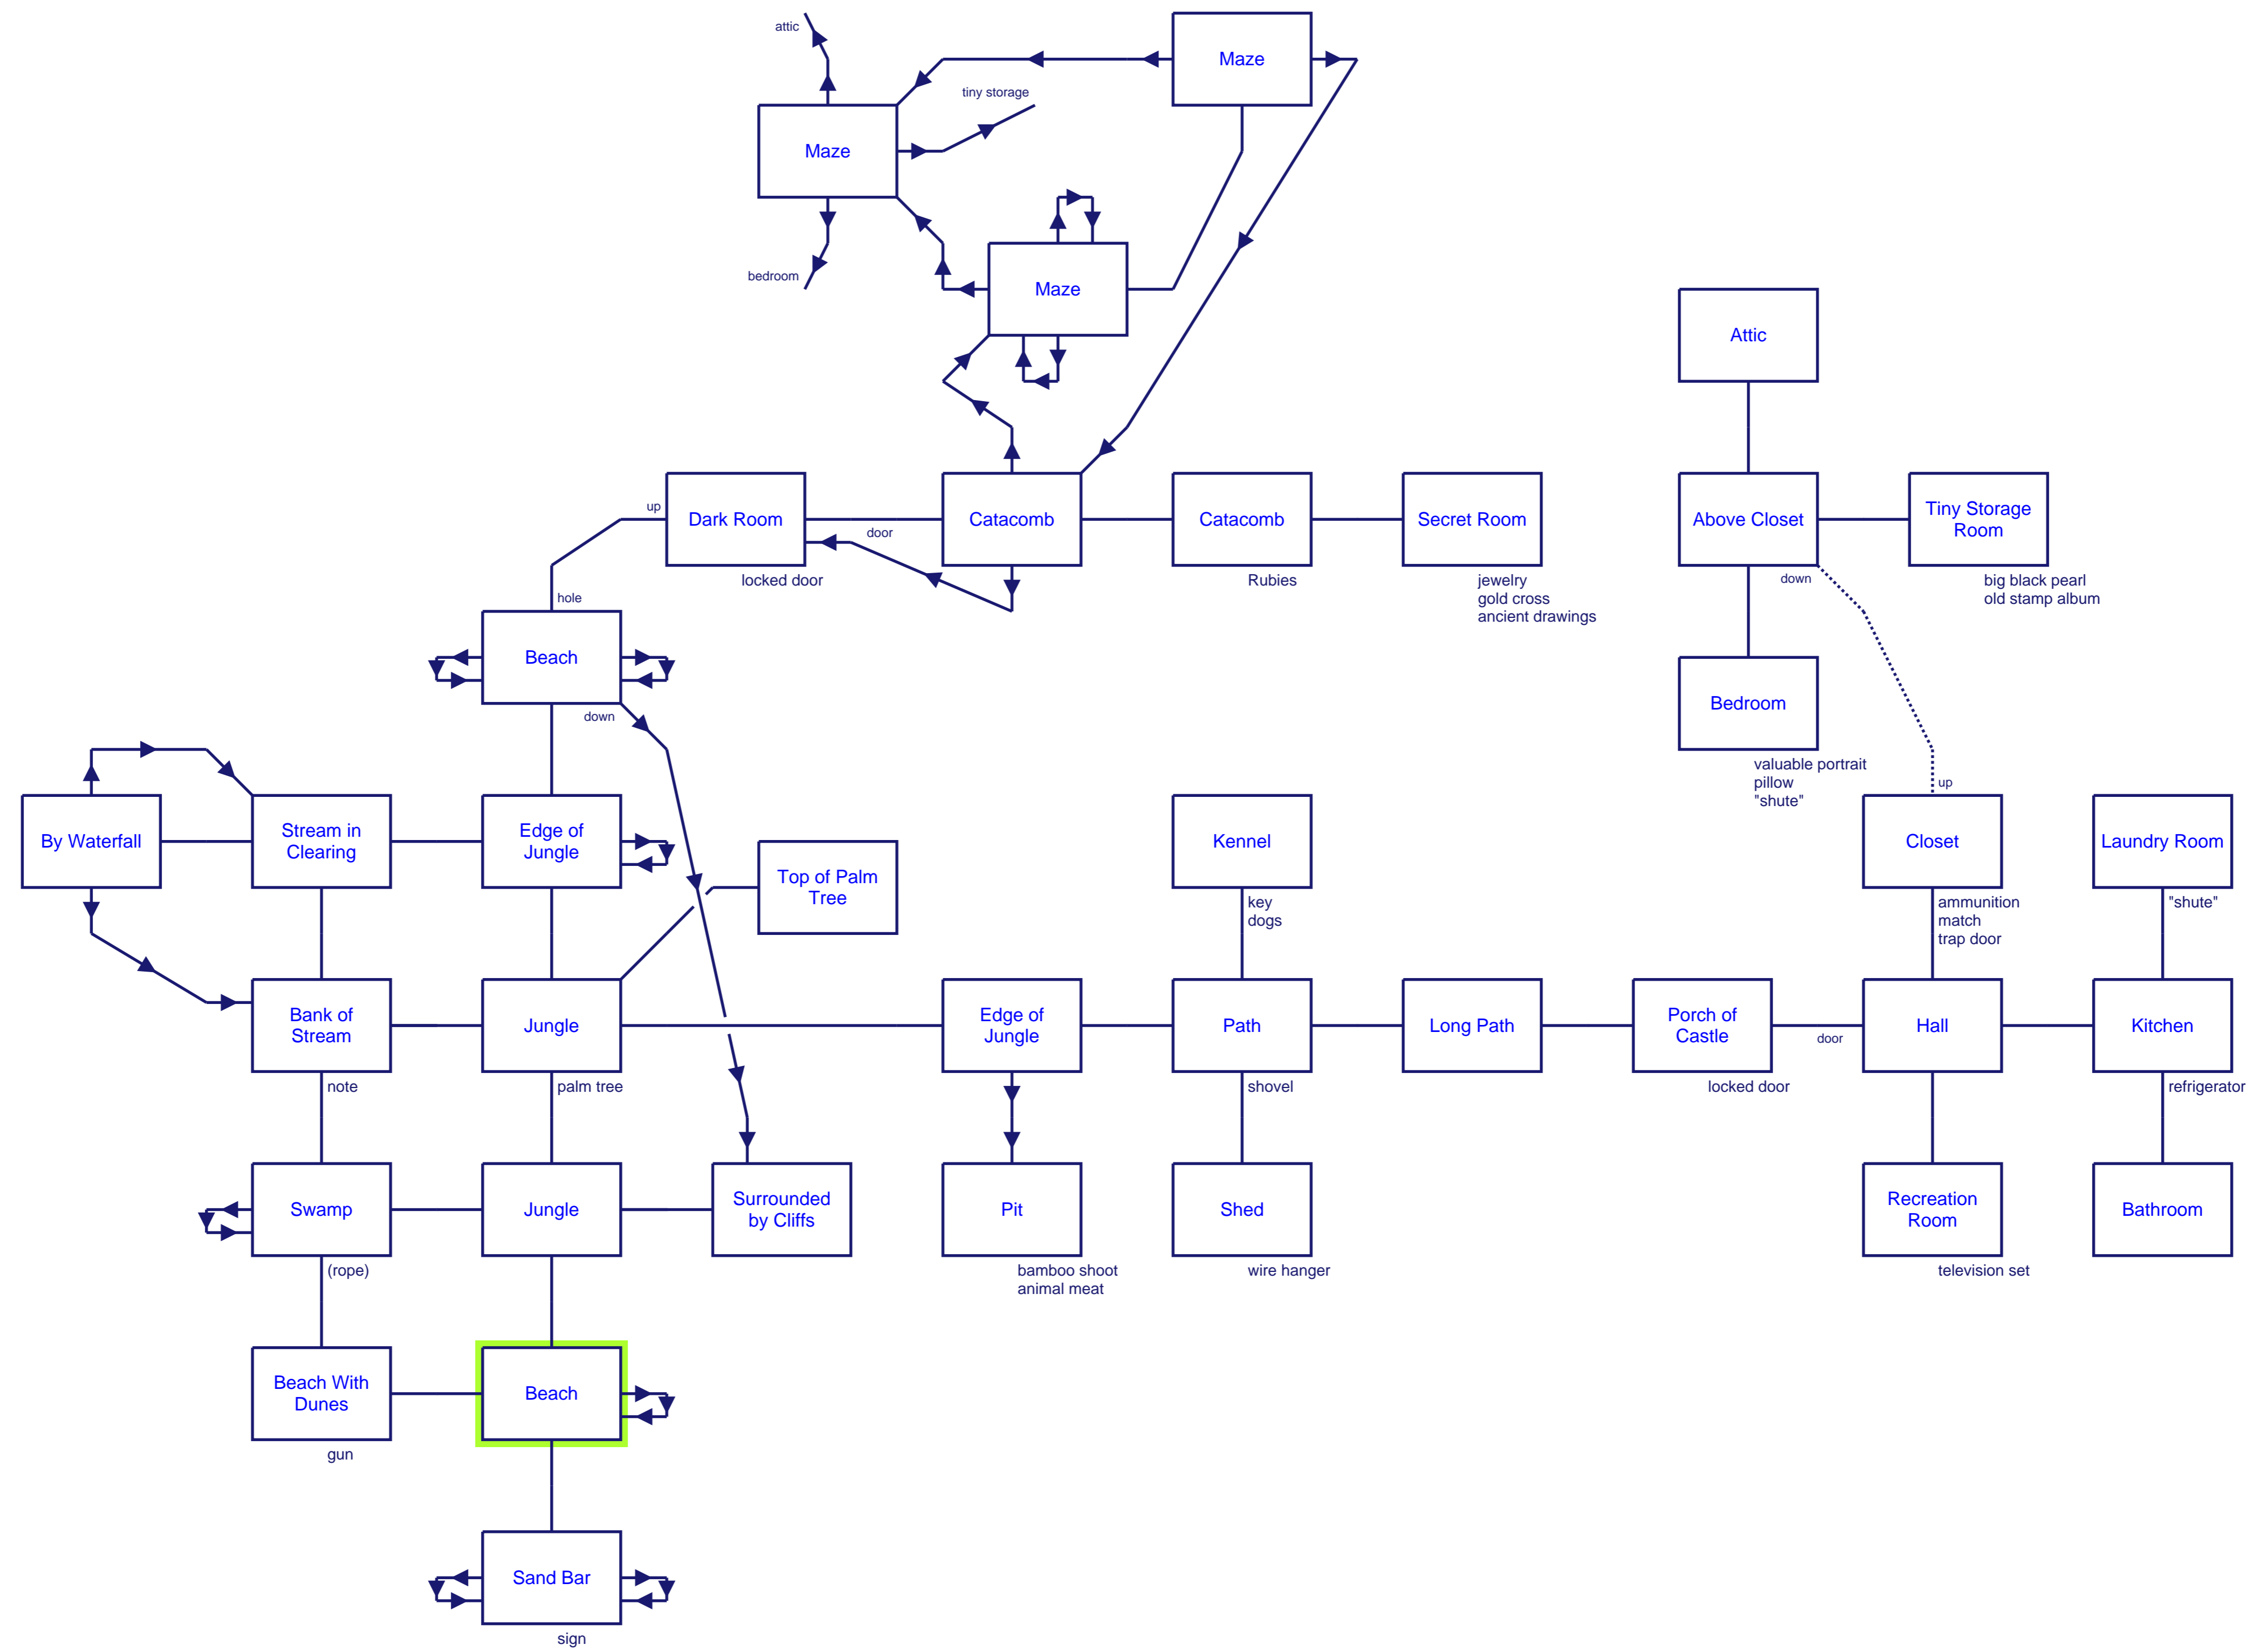 attic
Maze
tiny storage
Maze
bedroom
Maze
Attic
up
Dark Room
door
Catacomb
Catacomb
Secret Room
Above Closet
Tiny Storage
Room
locked door
Rubies
jewelry
gold cross
ancient drawings
down
big black pearl
old stamp album
hole
Beach
down
Bedroom
valuable portrait
pillow
"shute"
up
By Waterfall
Stream in
Clearing
Edge of
Jungle
Top of Palm
Tree
Kennel
key
dogs
Closet
ammunition
match
trap door
Laundry Room
"shute"
Bank of
Stream
note
Jungle
palm tree
Edge of
Jungle
Path
shovel
Long Path
Porch of
Castle
locked door
door
Hall
Kitchen
refrigerator
Swamp
(rope)
Jungle
Surrounded
by Cliffs
Pit
bamboo shoot
animal meat
Shed
wire hanger
Recreation
Room
television set
Bathroom
Beach With
Dunes
gun
Beach
Sand Bar
sign